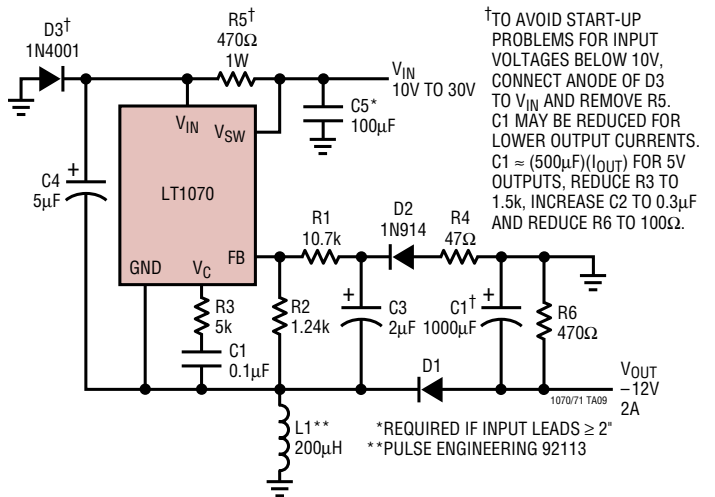 D3†
1N4001
R5†
470Ω
1W
VIN
10V TO 30V
C5*
100µF
†TO AVOID START-UP
PROBLEMS FOR INPUT
VOLTAGES BELOW 10V,
CONNECT ANODE OF D3
TO VIN AND REMOVE R5.
C1 MAY BE REDUCED FOR
LOWER OUTPUT CURRENTS.
C1 ≈ (500µF)(IOUT) FOR 5V
OUTPUTS, REDUCE R3 TO
1.5k, INCREASE C2 TO 0.3µF
AND REDUCE R6 TO 100Ω.
VIN
VSW
LT1070
GND
VC
FB
+
C4
5µF
R1
10.7k
D2
1N914
R4
47Ω
R3
5k
C1
0.1µF
R2
1.24k
+
C3
2µF
C1†
+
1000µF
R6
470Ω
D1
VOUT
–12V
2A
1070/71 TA09
L1**
200µH
*REQUIRED IF INPUT LEADS ≥ 2"
**PULSE ENGINEERING 92113